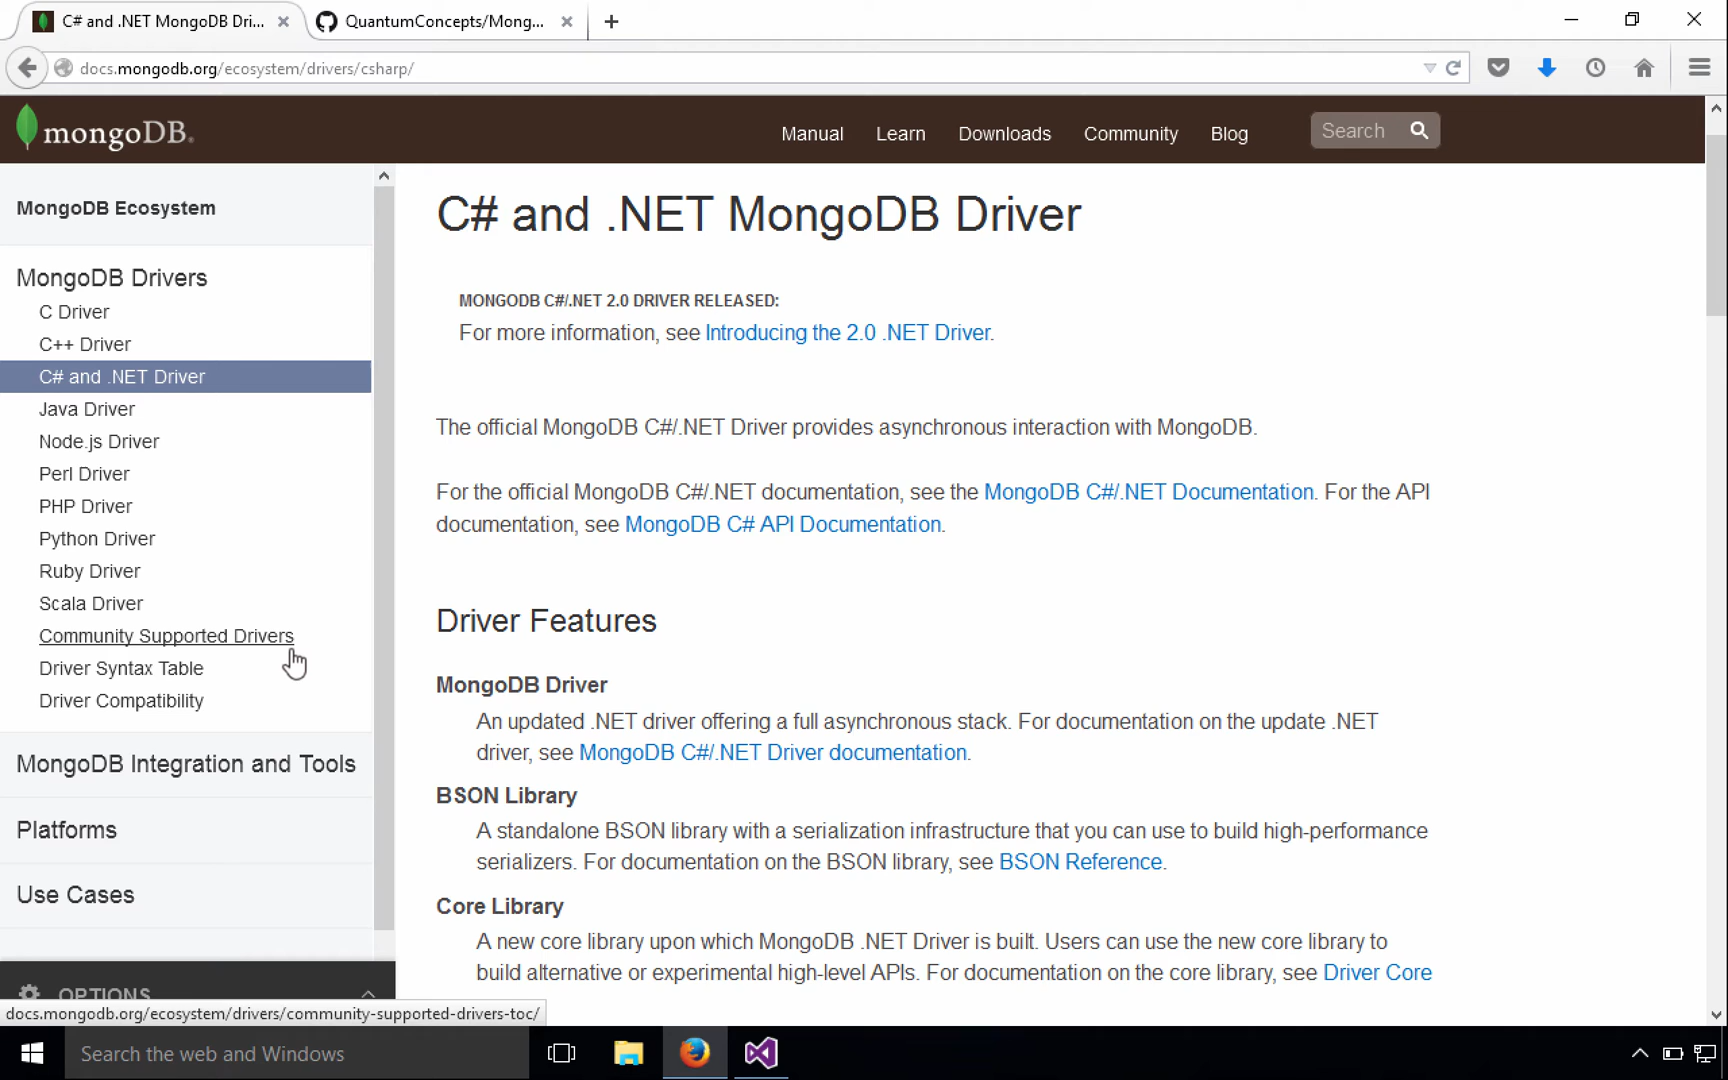 C# and .NET MongoDB Dri...
QuantumConcepts/Mong...
docs.mongodb.org/ecosystem/drivers/csharp/
mongoDB.
Manual
Learn
Downloads
Community
Blog
Search
MongoDB Ecosystem
MongoDB Drivers
C Driver
C++ Driver
C# and .NET Driver
Java Driver
Node.js Driver
Perl Driver
PHP Driver
Python Driver
Ruby Driver
Scala Driver
Community Supported Drivers
Driver Syntax Table
Driver Compatibility
MongoDB Integration and Tools
Platforms
Use Cases
OPTIONS
C# and .NET MongoDB Driver
MONGODB C#/.NET 2.0 DRIVER RELEASED:
For more information, see Introducing the 2.0 .NET Driver.
The official MongoDB C#/.NET Driver provides asynchronous interaction with MongoDB.
For the official MongoDB C#/.NET documentation, see the MongoDB C#/.NET Documentation. For the API
documentation, see MongoDB C# API Documentation.
Driver Features
MongoDB Driver
An updated .NET driver offering a full asynchronous stack. For documentation on the update .NET
driver, see MongoDB C#/.NET Driver documentation.
BSON Library
A standalone BSON library with a serialization infrastructure that you can use to build high-performance
serializers. For documentation on the BSON library, see BSON Reference.
Core Library
A new core library upon which MongoDB .NET Driver is built. Users can use the new core library to
build alternative or experimental high-level APIs. For documentation on the core library, see Driver Core
docs.mongodb.org/ecosystem/drivers/community-supported-drivers-toc/
Search the web and Windows